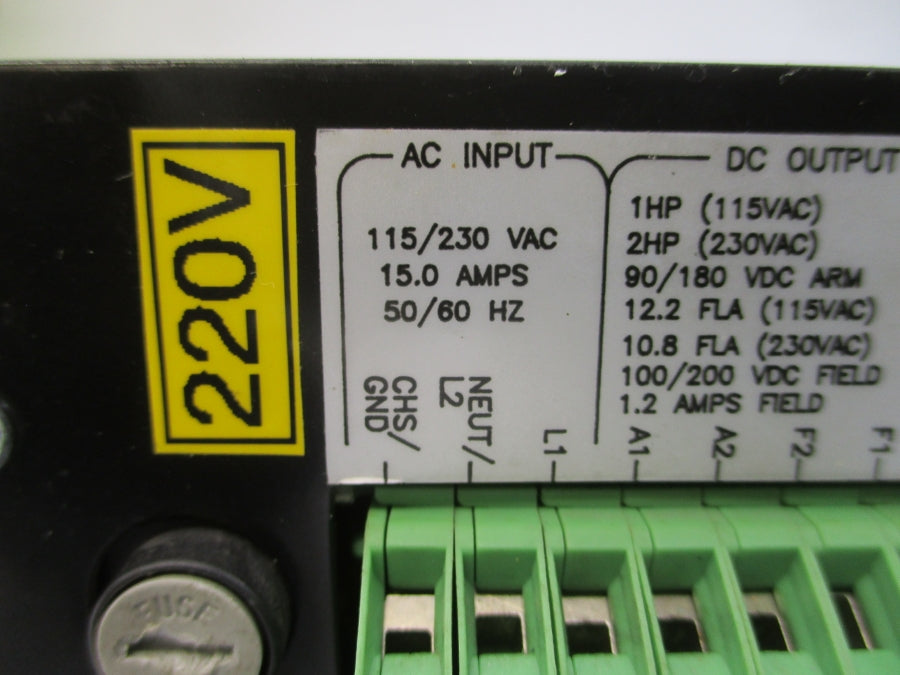 220V
AC INPUT
115/230 VAC
15.0 AMPS
50/60 HZ
CHS/
GND
NEUT/
L2
L1
DC OUTPUT
1HP (115VAC)
2HP (230VAC)
90/180 VDC ARM
12.2 FLA (115VAC)
10.8 FLA (230VAC)
100/200 VDC FIELD
1.2 AMPS FIELD
A1
A2
F2
F1
FUSE